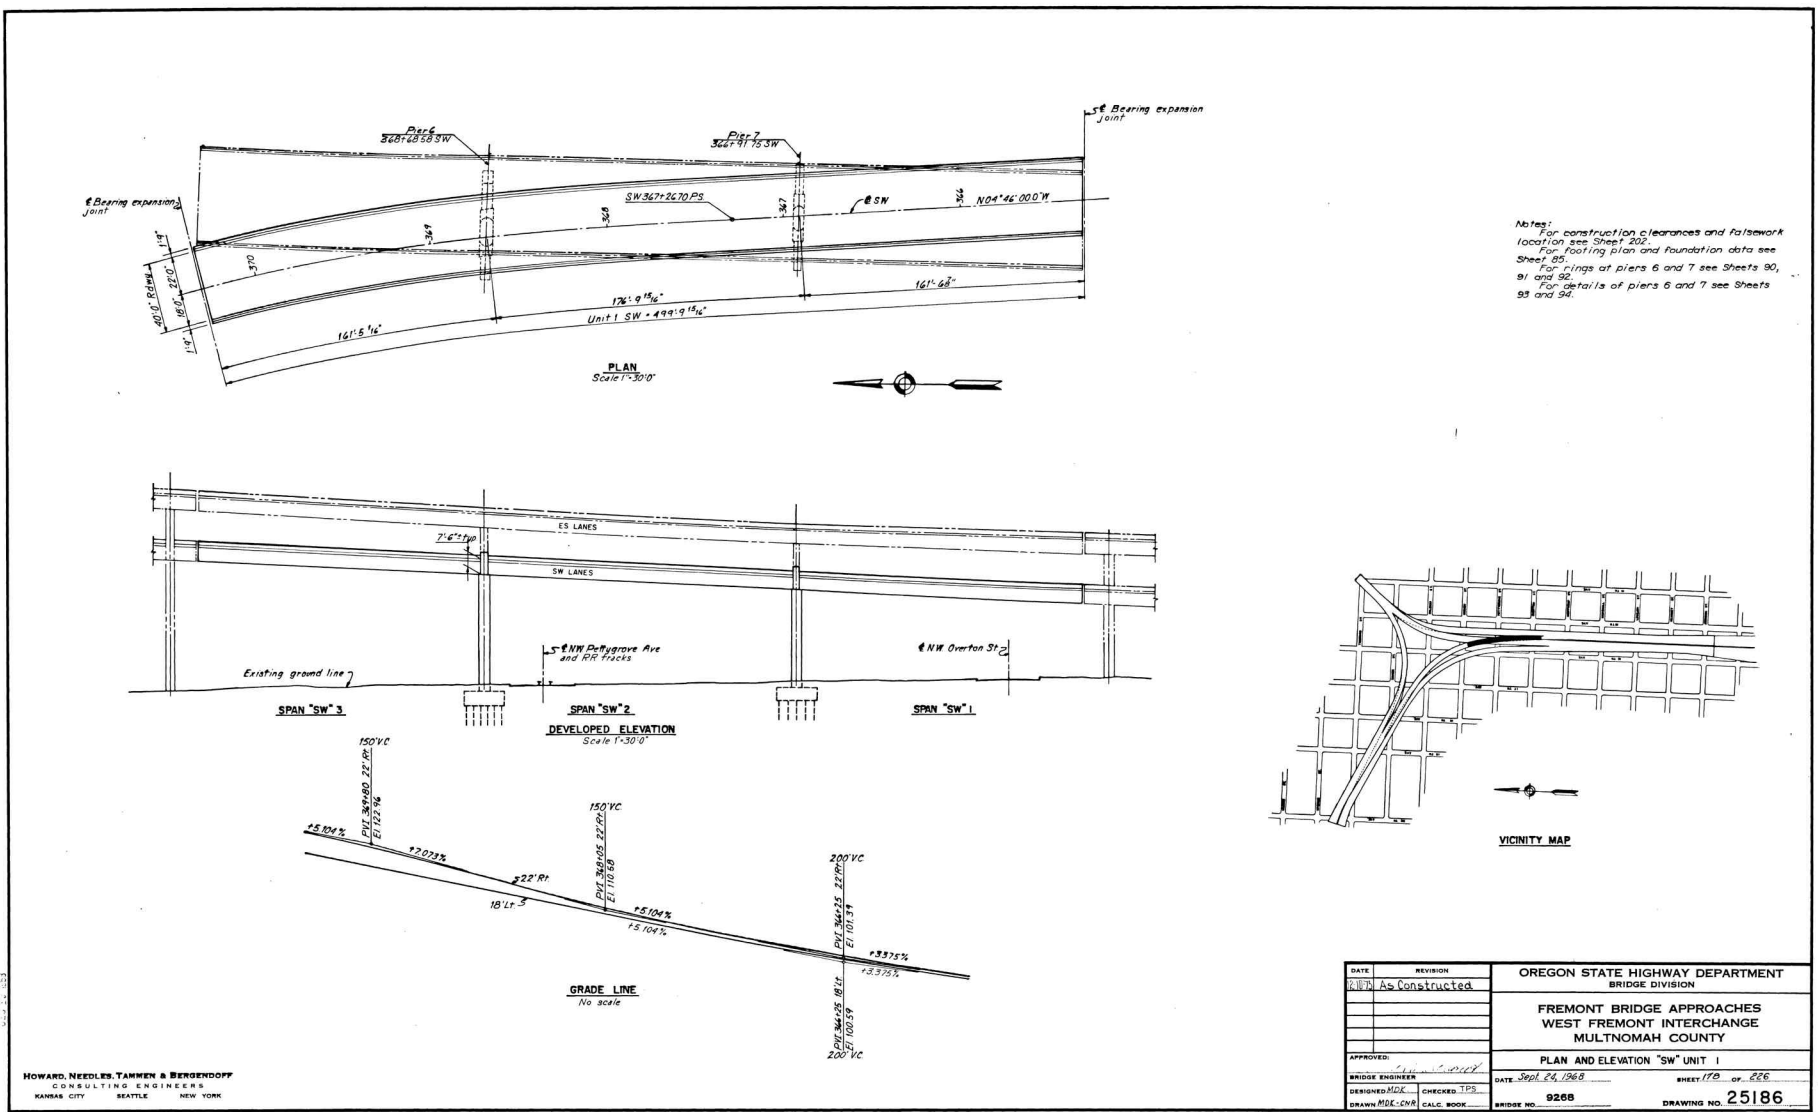 ℄ Bearing expansion
joint
Pier 6
368+68.58 SW
Pier 7
366+91.75 SW
℄ Bearing expansion
joint
SW 367+26.70 P.S.
℄ SW
N04°46'00.0"W
-370
-369
-368
-367
-366
1'-9"
22'-0"
18'-0"
1'-9"
40'-0" Rdwy.
161'-5 1/16"
176'-9 15/16"
161'-6 7/8"
Unit 1 SW = 499'-9 15/16"
PLAN
Scale 1"=30'-0"
Notes:
For construction clearances and falsework
location see Sheet 202.
For footing plan and foundation data see
Sheet 85.
For rings at piers 6 and 7 see Sheets 90,
91 and 92.
For details of piers 6 and 7 see Sheets
93 and 94.
ES LANES
7'-6"± typ
SW LANES
℄ NW Pettygrove Ave
and RR tracks
℄ NW Overton St
Existing ground line
SPAN "SW" 3
SPAN "SW" 2
SPAN "SW" 1
DEVELOPED ELEVATION
Scale 1"=30'-0"
150' V.C.
PVI 369+80 22' Rt.
El. 122.96
+5.104%
+7.073%
22' Rt.
18' Lt.
150' V.C.
PVI 368+05 22' Rt.
El. 110.68
+5.104%
+5.104%
200' V.C.
PVI 366+25 22' Rt.
El. 101.39
+3.375%
+3.375%
PVI 366+25 18' Lt.
El. 100.59
200' V.C.
GRADE LINE
No scale
VICINITY MAP
HOWARD, NEEDLES, TAMMEN & BERGENDOFF
CONSULTING ENGINEERS
KANSAS CITY SEATTLE NEW YORK
DATE REVISION
12-10-73 As Constructed
APPROVED:
BRIDGE ENGINEER
DESIGNED MDK CHECKED TPS
DRAWN MDK-CNR CALC. BOOK
OREGON STATE HIGHWAY DEPARTMENT
BRIDGE DIVISION
FREMONT BRIDGE APPROACHES
WEST FREMONT INTERCHANGE
MULTNOMAH COUNTY
PLAN AND ELEVATION "SW" UNIT 1
DATE Sept. 24, 1968 SHEET 178 OF 226
BRIDGE NO. 9268 DRAWING NO. 25186